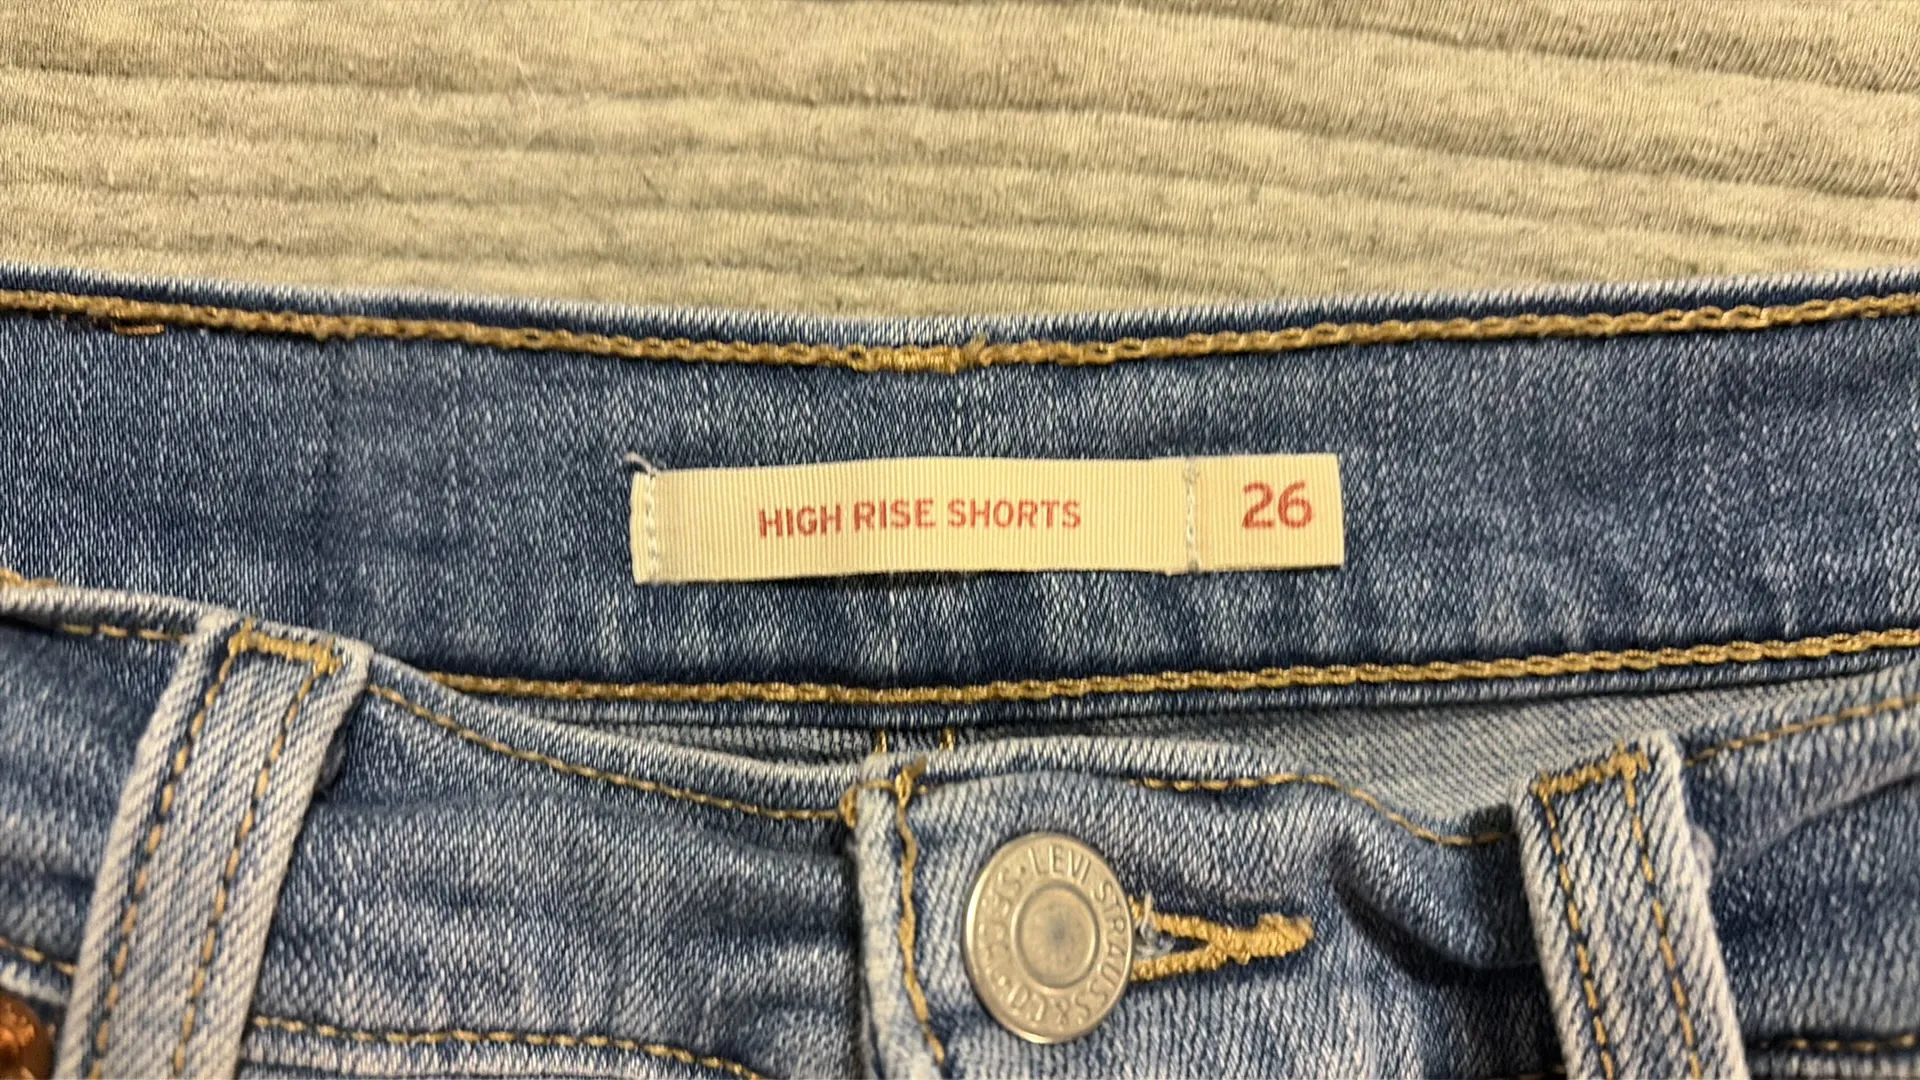 HIGH RISE SHORTS 26
LEVI STRAUSS & CO